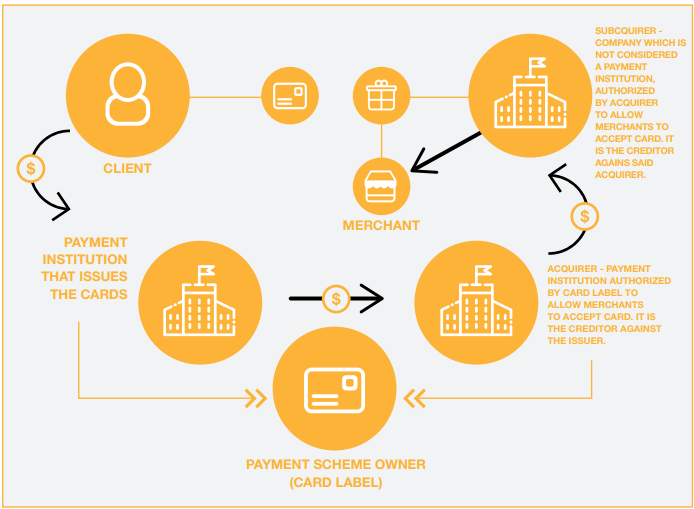 SUBCQUIRER -
COMPANY WHICH IS
NOT CONSIDERED
A PAYMENT
INSTITUTION,
AUTHORIZED
BY ACQUIRER
TO ALLOW
MERCHANTS TO
ACCEPT CARD. IT
IS THE CREDITOR
AGAINS SAID
ACQUIRER.
CLIENT
$
MERCHANT
$
PAYMENT
INSTITUTION
THAT ISSUES
THE CARDS
$
ACQUIRER - PAYMENT
INSTITUTION AUTHORIZED
BY CARD LABEL TO
ALLOW MERCHANTS
TO ACCEPT CARD. IT IS
THE CREDITOR AGAINST
THE ISSUER.
PAYMENT SCHEME OWNER
(CARD LABEL)